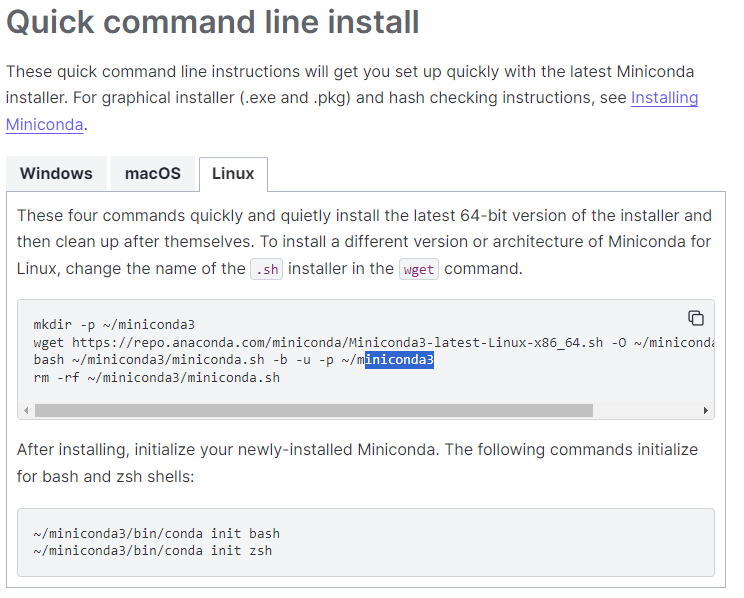 Quick command line install
These quick command line instructions will get you set up quickly with the latest Miniconda
installer. For graphical installer (.exe and .pkg) and hash checking instructions, see Installing
Miniconda.
Windows macOS Linux
These four commands quickly and quietly install the latest 64-bit version of the installer and
then clean up after themselves. To install a different version or architecture of Miniconda for
Linux, change the name of the .sh installer in the wget command.
mkdir -p ~/miniconda3
wget https://repo.anaconda.com/miniconda/Miniconda3-latest-Linux-x86_64.sh -O ~/miniconda
bash ~/miniconda3/miniconda.sh -b -u -p ~/miniconda3
rm -rf ~/miniconda3/miniconda.sh
After installing, initialize your newly-installed Miniconda. The following commands initialize
for bash and zsh shells:
~/miniconda3/bin/conda init bash
~/miniconda3/bin/conda init zsh